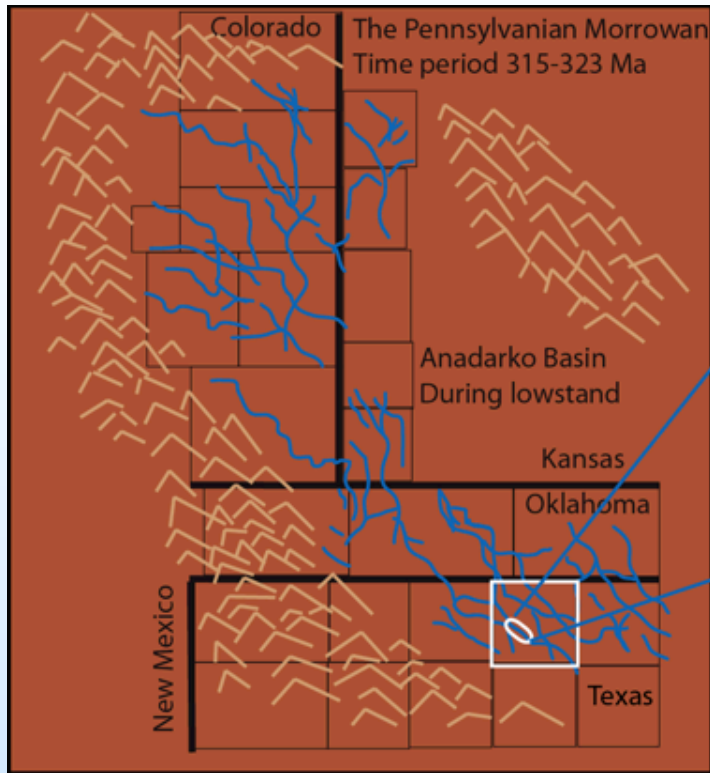 Colorado
The Pennsylvanian Morrowan
Time period 315-323 Ma
Anadarko Basin
During lowstand
Kansas
Oklahoma
New Mexico
Texas